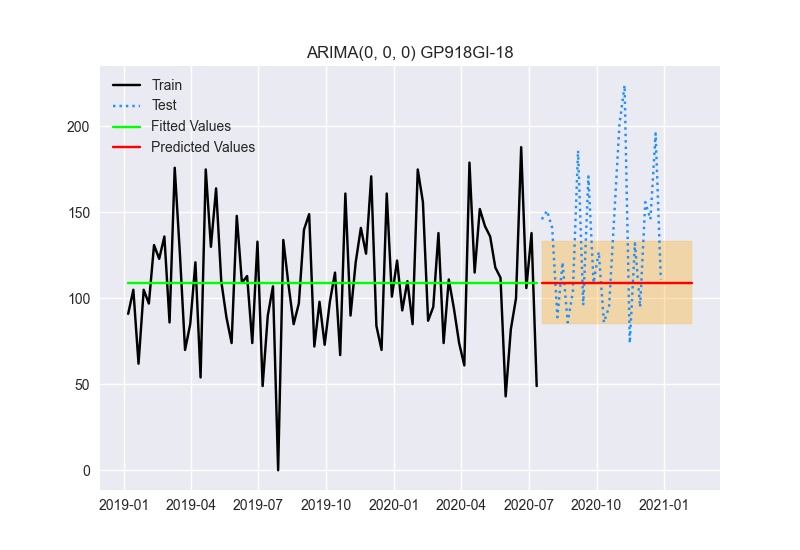 ARIMA(0, 0, 0) GP918GI-18
Train
Test
Fitted Values
Predicted Values
200
150
100
50
0
2019-01 2019-04 2019-07 2019-10 2020-01 2020-04 2020-07 2020-10 2021-01